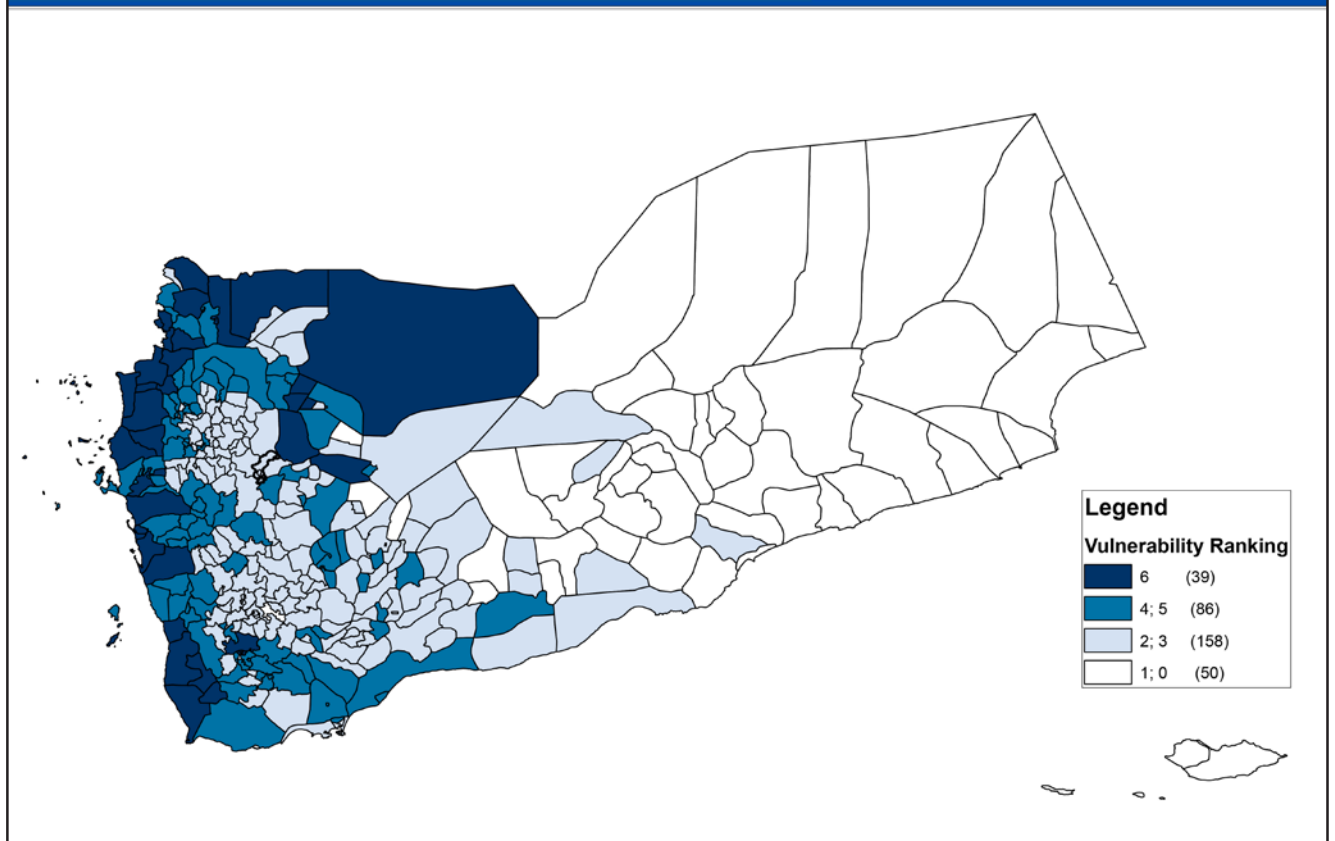 Legend
Vulnerability Ranking
6 (39)
4; 5 (86)
2; 3 (158)
1; 0 (50)